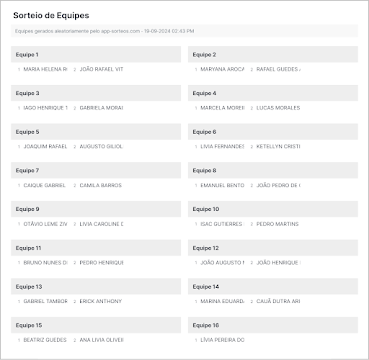 Sorteio de Equipes
Equipes gerados aleatoriamente pelo app-sorteos.com - 19-09-2024 02:43 PM
Equipe 1 Equipe 2
1 MARIA HELENA R 2 JOÃO RAFAEL VIT 1 MARYANA AROCA 2 RAFAEL GUEDES
Equipe 3 Equipe 4
1 IAGO HENRIQUE 2 GABRIELA MORAI 1 MARCELA MOREI 2 LUCAS MORALES
Equipe 5 Equipe 6
1 JOAQUIM RAFAEL 2 AUGUSTO GILIOL 1 LIVIA FERNANDE 2 KETELLYN CRISTI
Equipe 7 Equipe 8
1 CAIQUE GABRIEL 2 CAMILA BARROS 1 EMANUEL BENTO 2 JOÃO PEDRO DE
Equipe 9 Equipe 10
1 OTÁVIO LEME ZIV 2 LIVIA CAROLINE 1 ISAC GUTIERRES 2 PEDRO MARTINS
Equipe 11 Equipe 12
1 BRUNO NUNES 2 PEDRO HENRIQUE 1 JOÃO AUGUSTO 2 JOÃO HENRIQUE
Equipe 13 Equipe 14
1 GABRIEL TAMBOR 2 ERICK ANTHONY 1 MARINA EDUARD 2 CAUÃ DUTRA ARI
Equipe 15 Equipe 16
1 BEATRIZ GUEDES 2 ANA LIVIA OLIVEI 1 LÍVIA PEREIRA DO